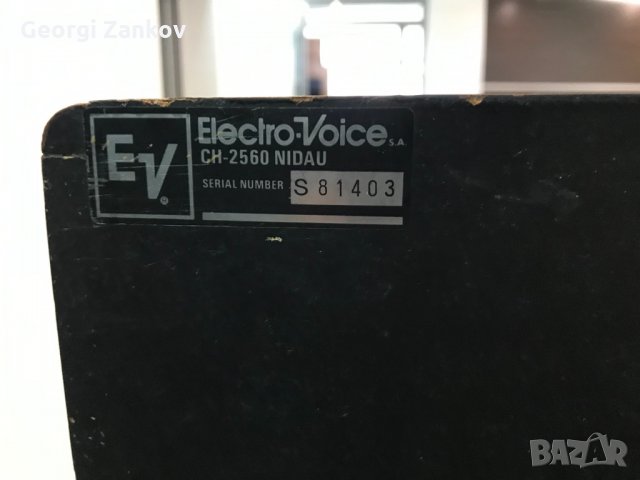 Georgi Zankov
EV®
Electro-Voice S.A.
CH-2560 NIDAU
SERIAL NUMBER S 81403
BAZAR